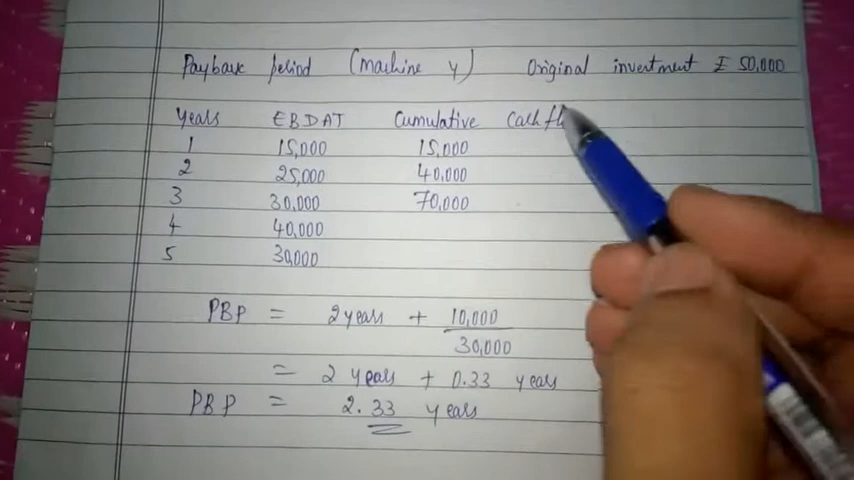 Payback period (Machine y) Original investment ₹ 50,000
Years EBDAT Cumulative Cash
1 15,000 15,000
2 25,000 40,000
3 30,000 70,000
4 40,000
5 30,000
PBP = 2 years + 10,000
30,000
= 2 years + 0.33 years
PBP = 2.33 years